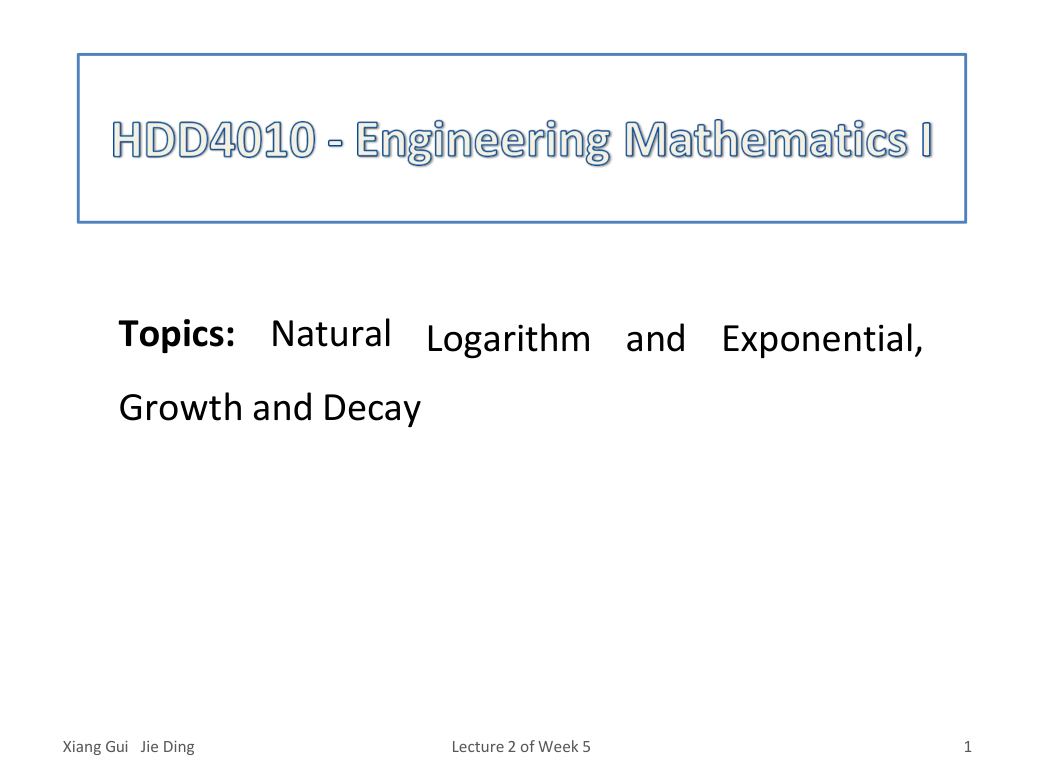 HDD4010 - Engineering Mathematics I
Topics: Natural Logarithm and Exponential,
Growth and Decay
Xiang Gui Jie Ding Lecture 2 of Week 5 1